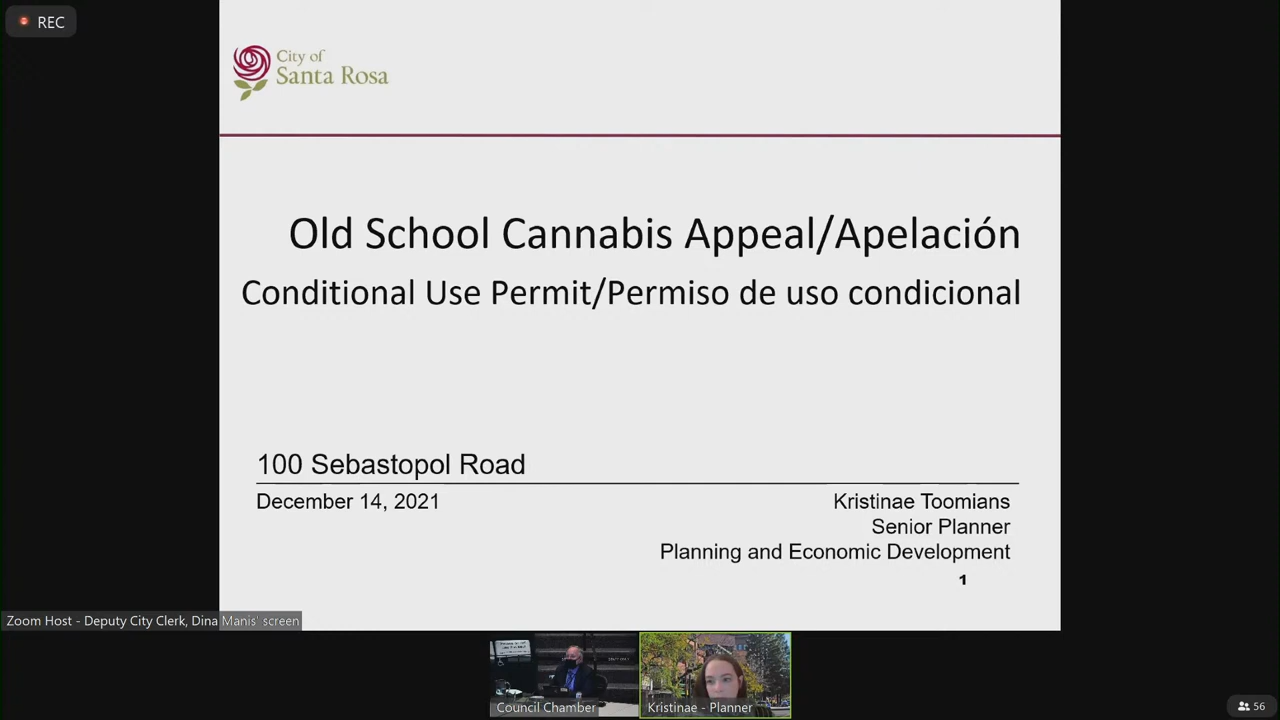 REC
City of
Santa Rosa
Old School Cannabis Appeal/Apelación
Conditional Use Permit/Permiso de uso condicional
100 Sebastopol Road
December 14, 2021
Kristinae Toomians
Senior Planner
Planning and Economic Development
1
Zoom Host - Deputy City Clerk, Dina Manis' screen
Council Chamber
Kristinae - Planner
56